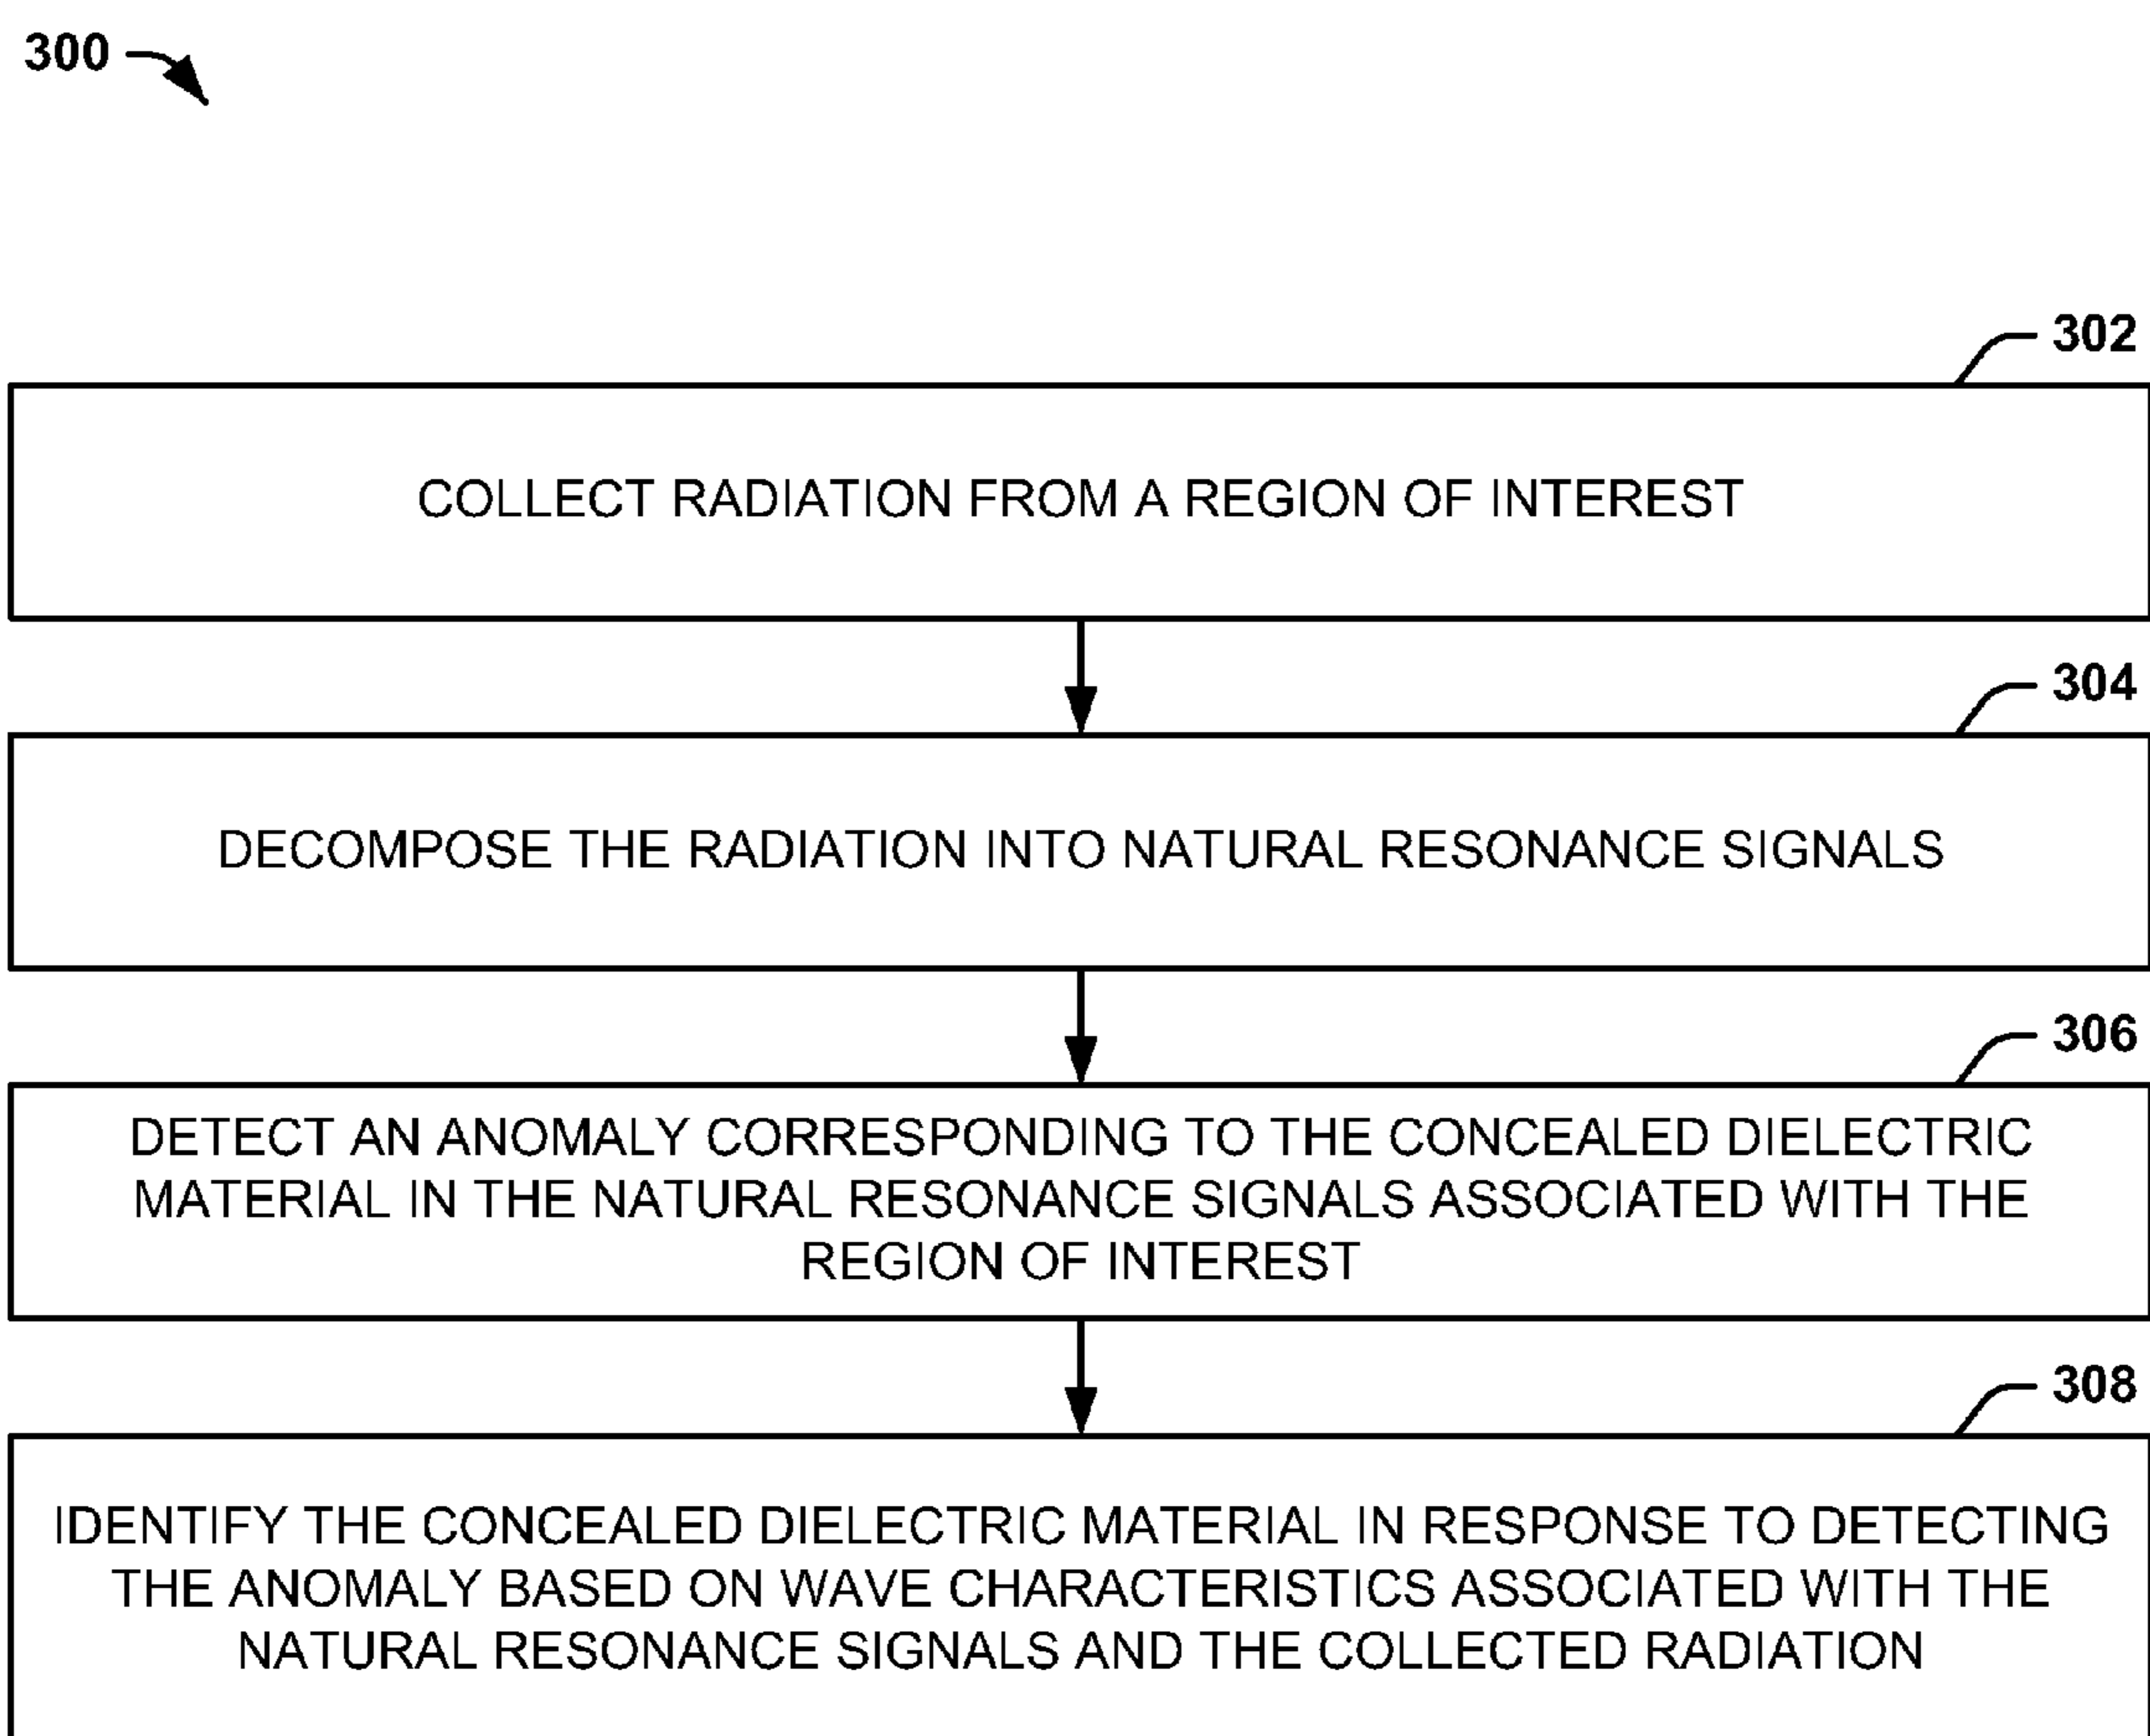 300
302
COLLECT RADIATION FROM A REGION OF INTEREST
304
DECOMPOSE THE RADIATION INTO NATURAL RESONANCE SIGNALS
306
DETECT AN ANOMALY CORRESPONDING TO THE CONCEALED DIELECTRIC
MATERIAL IN THE NATURAL RESONANCE SIGNALS ASSOCIATED WITH THE
REGION OF INTEREST
308
IDENTIFY THE CONCEALED DIELECTRIC MATERIAL IN RESPONSE TO DETECTING
THE ANOMALY BASED ON WAVE CHARACTERISTICS ASSOCIATED WITH THE
NATURAL RESONANCE SIGNALS AND THE COLLECTED RADIATION